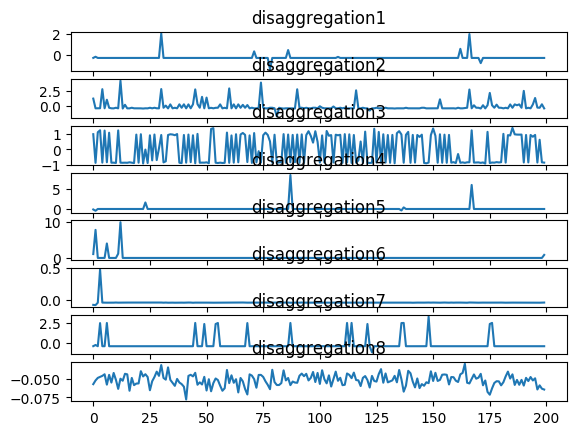 disaggregation1
2
0
disaggregation2
2.5
0.0
disaggregation3
1
0
−1
disaggregation4
5
0
disaggregation5
10
0
disaggregation6
0.5
0.0
disaggregation7
2.5
0.0
disaggregation8
−0.050
−0.075
0 25 50 75 100 125 150 175 200